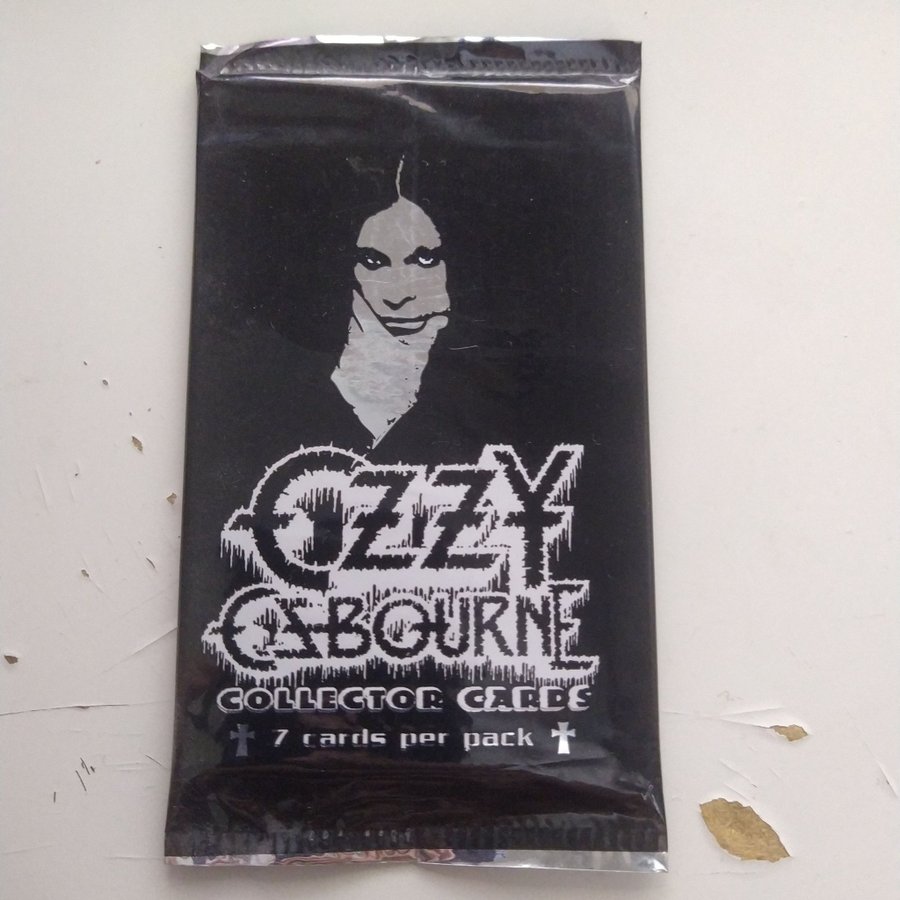 OZZY
OSBOURNE
COLLECTOR CARDS
7 cards per pack